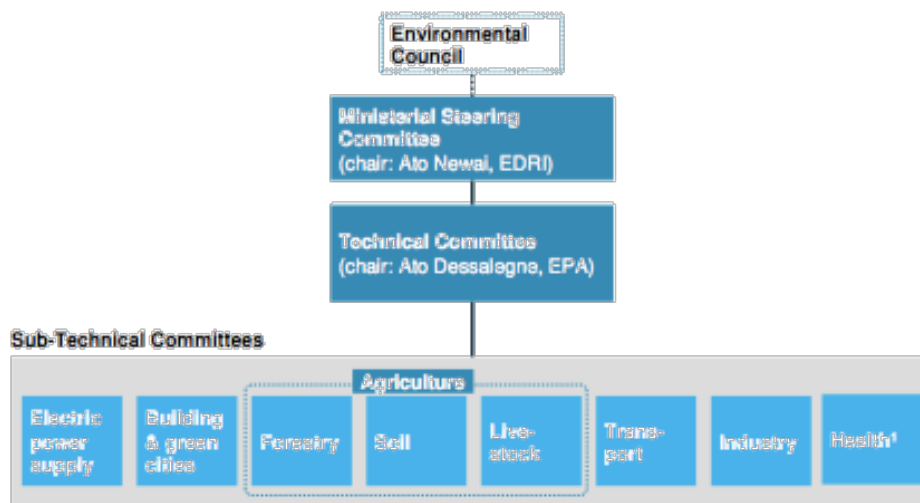 Environmental
Council
Ministerial Steering
Committee
(chair: Ato Newai, EDRI)
Technical Committee
(chair: Ato Dessalegne, EPA)
Sub-Technical Committees
Agriculture
Electric
power
supply
Building
& green
cities
Forestry
Soil
Live-
stock
Trans-
port
Industry
Health¹